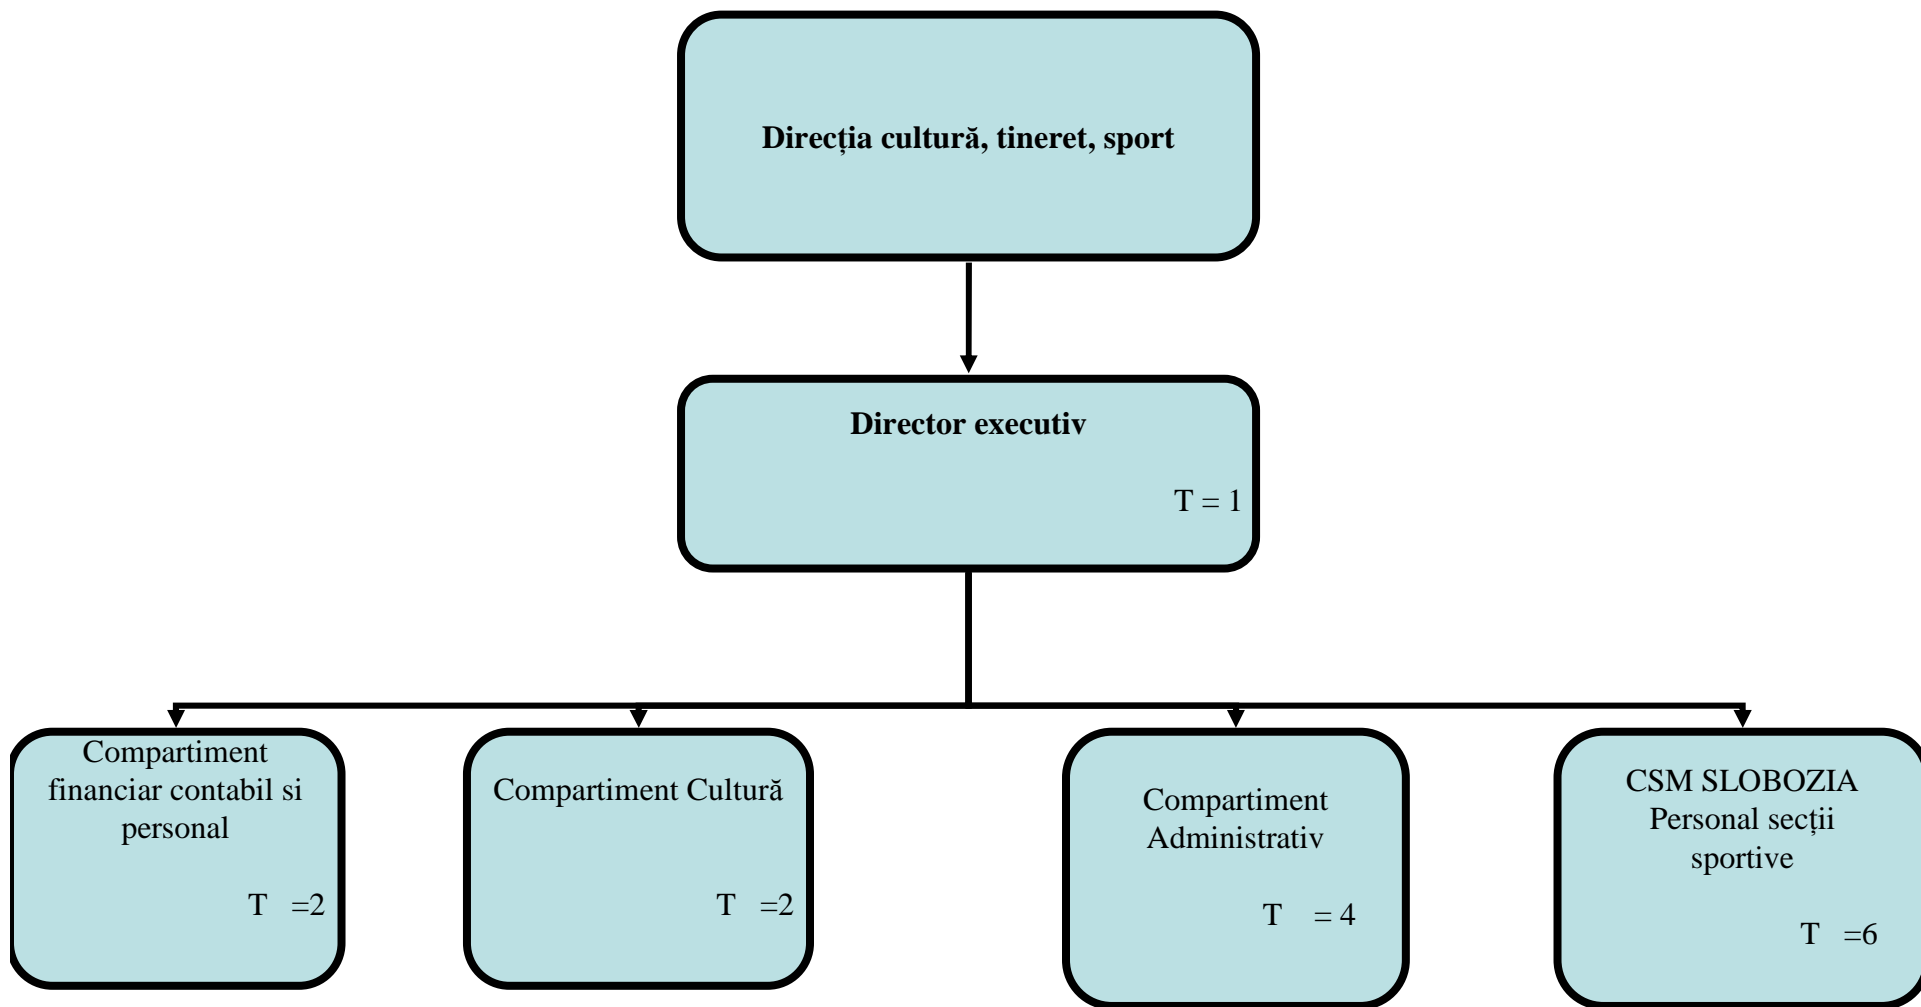 Direcția cultură, tineret, sport
Director executiv
T = 1
Compartiment
financiar contabil si
personal
T =2
Compartiment Cultură
T =2
Compartiment
Administrativ
T = 4
CSM SLOBOZIA
Personal secții
sportive
T =6